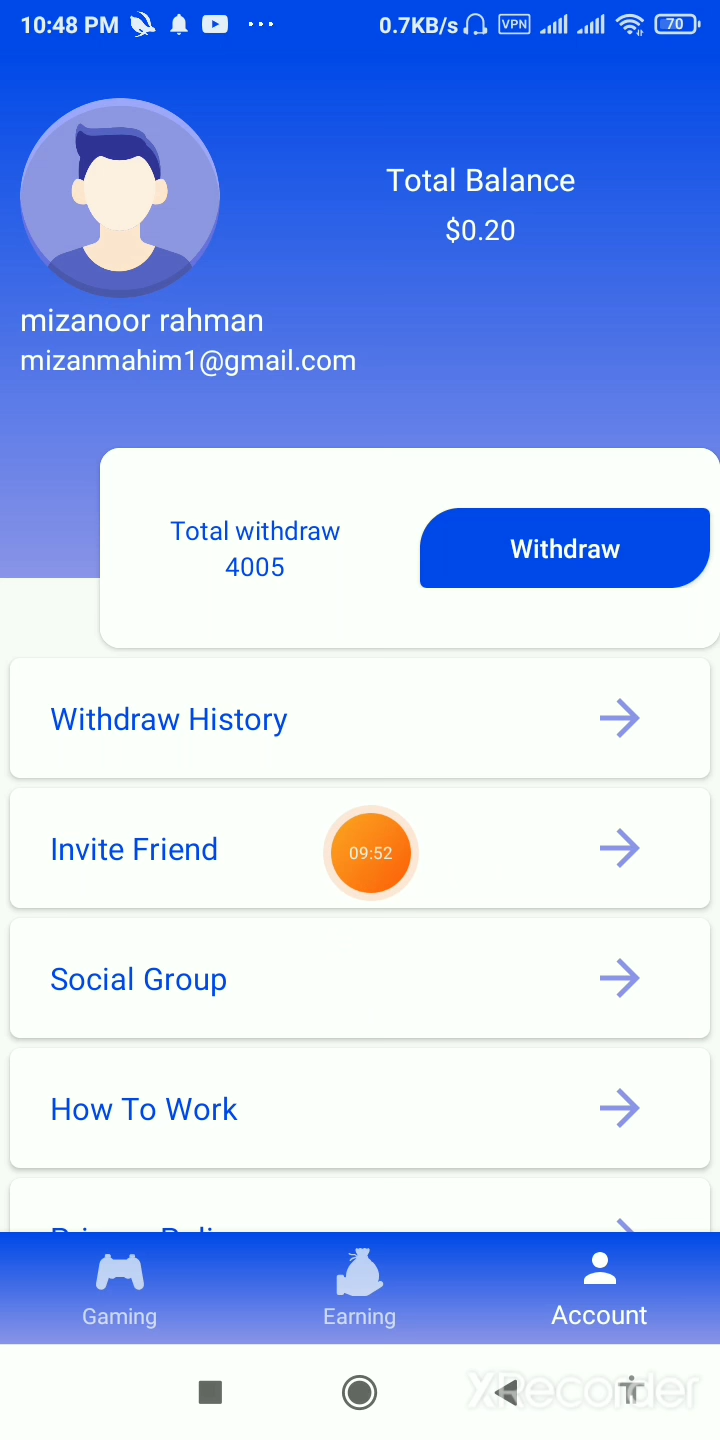 10:48 PM
0.7KB/s
VPN
70
Total Balance
$0.20
mizanoor rahman
mizanmahim1@gmail.com
Total withdraw
4005
Withdraw
Withdraw History
Invite Friend
09:52
Social Group
How To Work
Gaming
Earning
Account
XRecorder